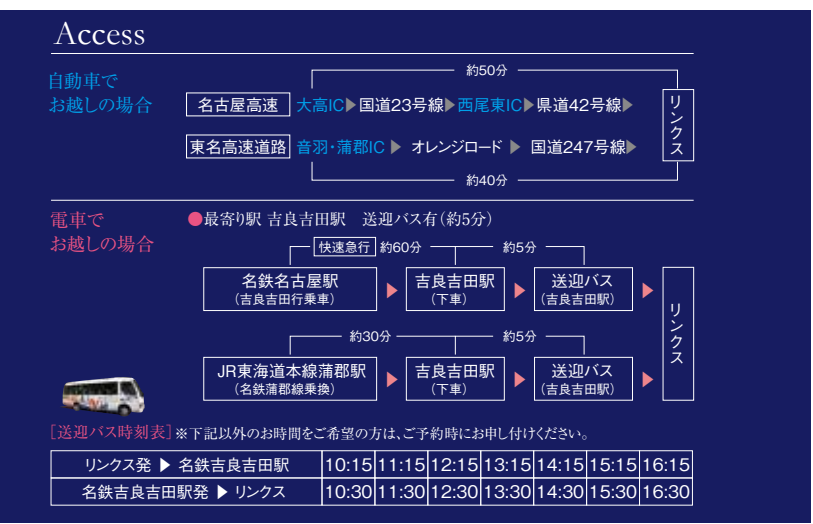 Access
自動車で
お越しの場合
約50分
名古屋高速 大高IC▶国道23号線▶西尾東IC▶県道42号線▶
東名高速道路 音羽・蒲郡IC ▶ オレンジロード ▶ 国道247号線▶
リンクス
約40分
電車で
お越しの場合
●最寄り駅 吉良吉田駅 送迎バス有(約5分)
快速急行 約60分 約5分
名鉄名古屋駅 ▶ 吉良吉田駅 ▶ 送迎バス ▶
(吉良吉田行乗車) (下車) (吉良吉田駅)
リンクス
約30分 約5分
JR東海道本線蒲郡駅 ▶ 吉良吉田駅 ▶ 送迎バス ▶
(名鉄蒲郡線乗換) (下車) (吉良吉田駅)
[送迎バス時刻表]※下記以外のお時間をご希望の方は、ご予約時にお申し付けください。
リンクス発 ▶ 名鉄吉良吉田駅 10:15 11:15 12:15 13:15 14:15 15:15 16:15
名鉄吉良吉田駅発 ▶ リンクス 10:30 11:30 12:30 13:30 14:30 15:30 16:30